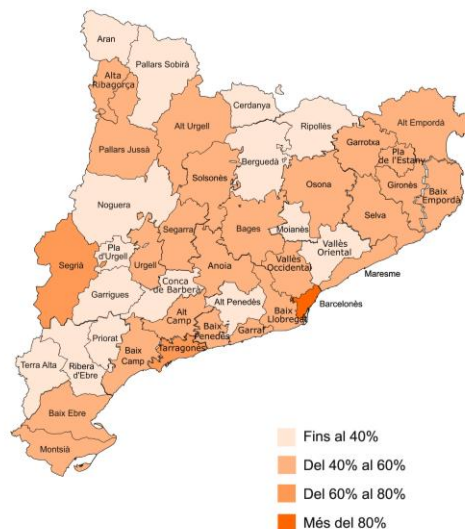 Aran
Pallars Sobirà
Alta
Ribagorça
Cerdanya
Ripollès
Alt Empordà
Alt Urgell
Garrotxa
Pla
de l'Estany
Pallars Jussà
Berguedà
Solsonès
Osona
Gironès
Baix
Empordà
Noguera
Selva
Segarra
Bages
Moianès
Vallès
Oriental
Pla
d'Urgell
Segrià
Urgell
Anoia
Vallès
Occidental
Maresme
Conca
de Barberà
Garrigues
Alt Penedès
Barcelonès
Baix
Llobregat
Alt
Camp
Baix
Penedès
Garraf
Priorat
Tarragonès
Baix
Camp
Terra Alta
Ribera
d'Ebre
Baix Ebre
Montsià
Fins al 40%
Del 40% al 60%
Del 60% al 80%
Més del 80%